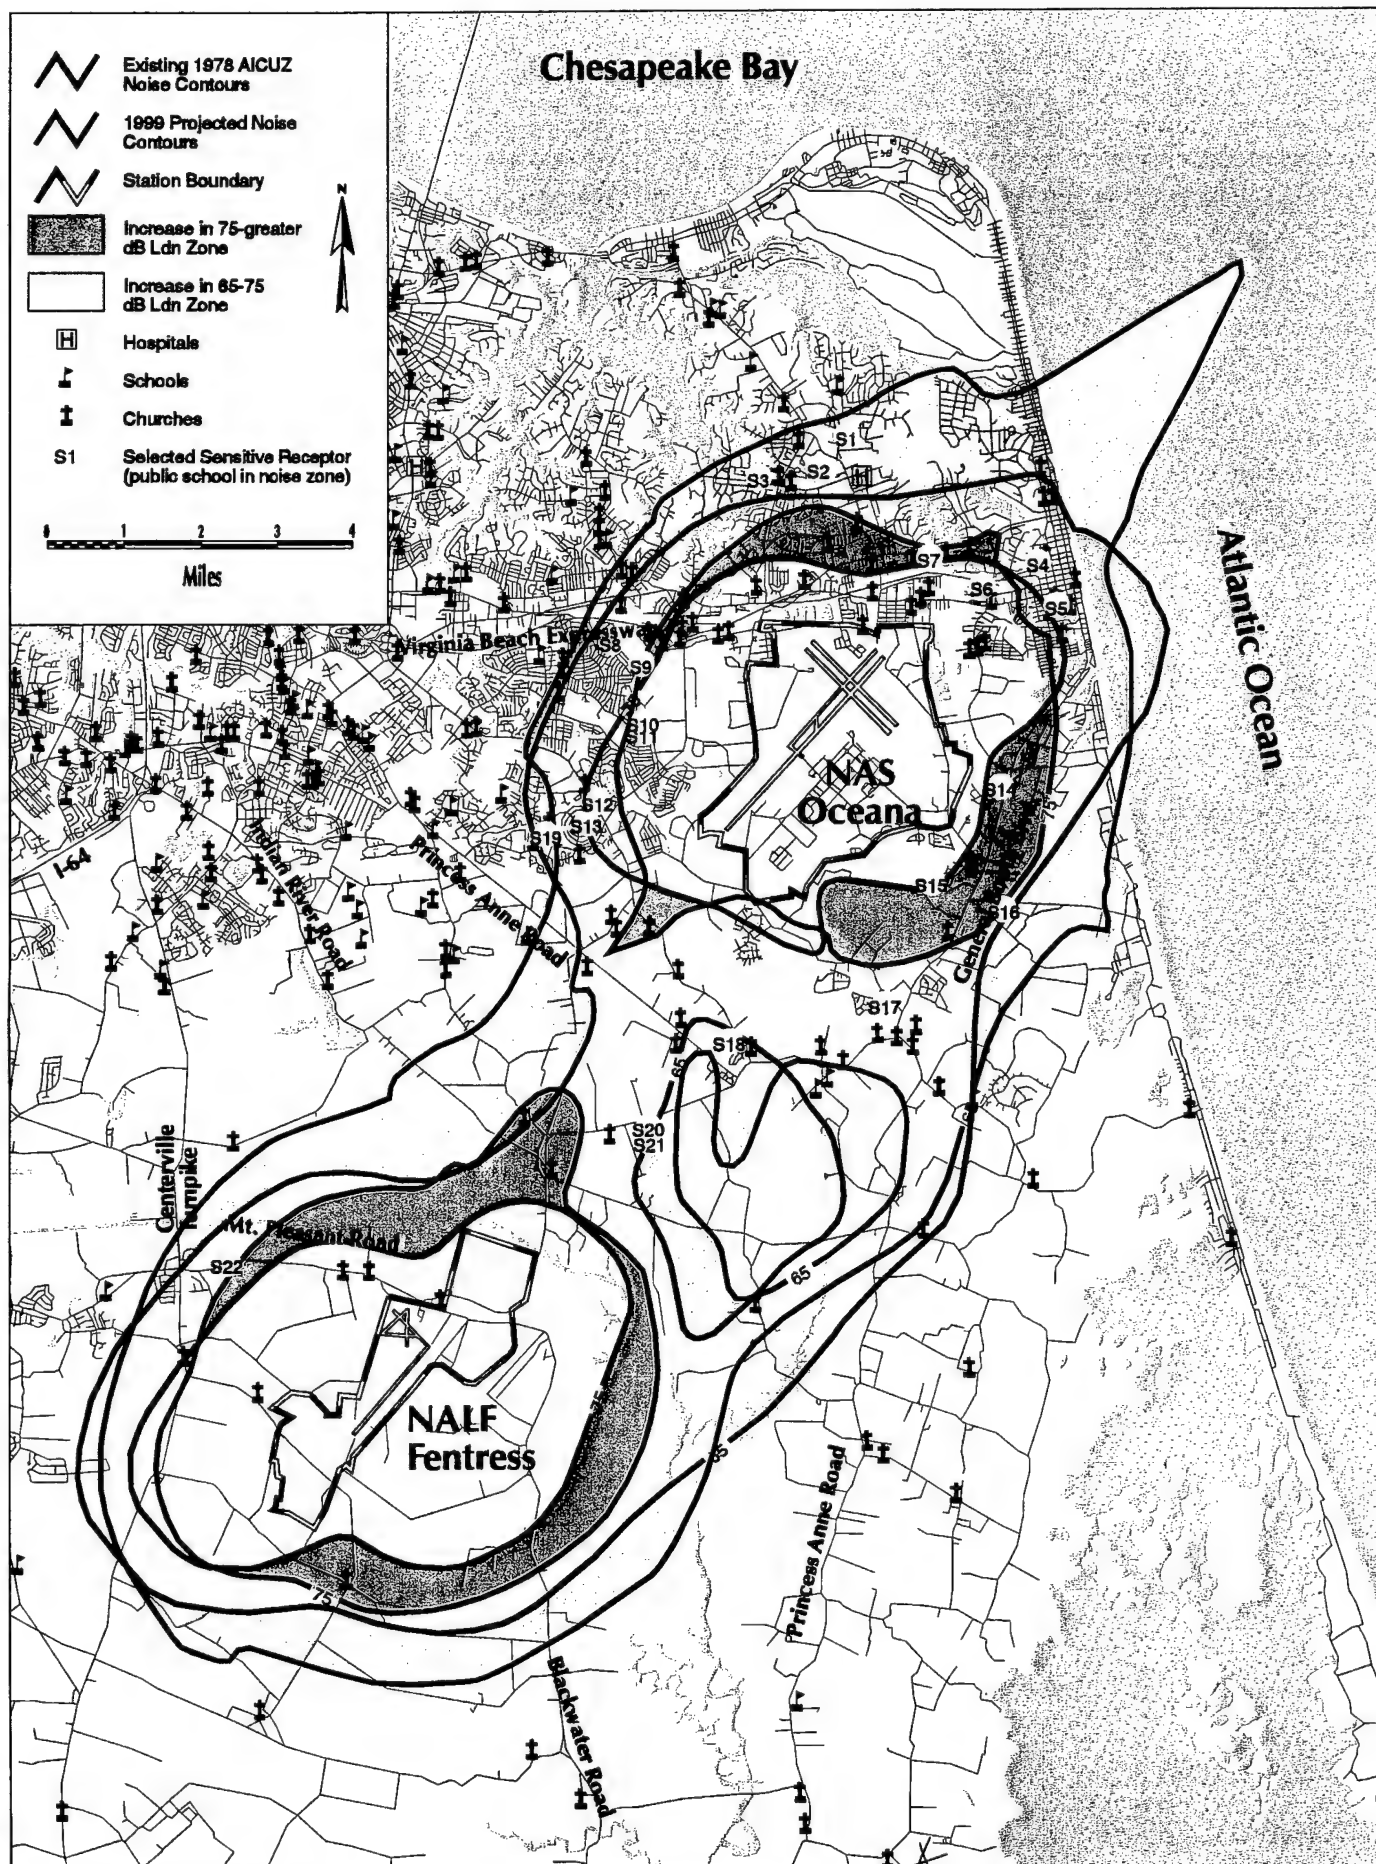 Existing 1978 AICUZ
Noise Contours
1999 Projected Noise
Contours
Station Boundary
Increase in 75-greater
dB Ldn Zone
Increase in 65-75
dB Ldn Zone
H
Hospitals
Schools
Churches
S1
Selected Sensitive Receptor
(public school in noise zone)
1
2
3
4
Miles
N
Chesapeake Bay
Atlantic Ocean
S1
S2
H
S3
H
S7
S4
S6
S5
Virginia Beach
S8
S9
S10
S11
NAS
Oceana
S14
75
S12
S13
S19
I-64
Indian River Road
Princess Anne Road
S15
S16
S17
S18
65
65
S20
S21
Centerville
Turnpike
Mt. Pleasant Road
S22
65
75
NALF
Fentress
65
75
Princess Anne Road
Blackwater Road